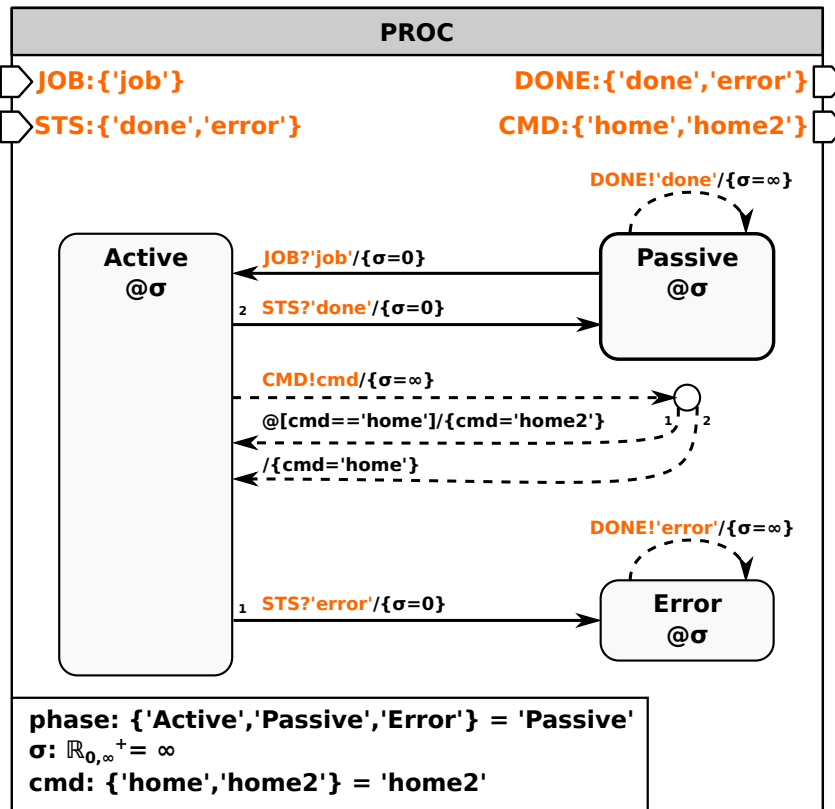 PROC
JOB:{'job'}
DONE:{'done','error'}
STS:{'done','error'}
CMD:{'home','home2'}
DONE!'done'/{σ=∞}
Active
@σ
Passive
@σ
JOB?'job'/{σ=0}
2 STS?'done'/{σ=0}
CMD!cmd/{σ=∞}
@[cmd=='home']/{cmd='home2'}
1 2
/{cmd='home'}
DONE!'error'/{σ=∞}
1 STS?'error'/{σ=0}
Error
@σ
phase: {'Active','Passive','Error'} = 'Passive'
σ: ℝ₀,∞⁺= ∞
cmd: {'home','home2'} = 'home2'